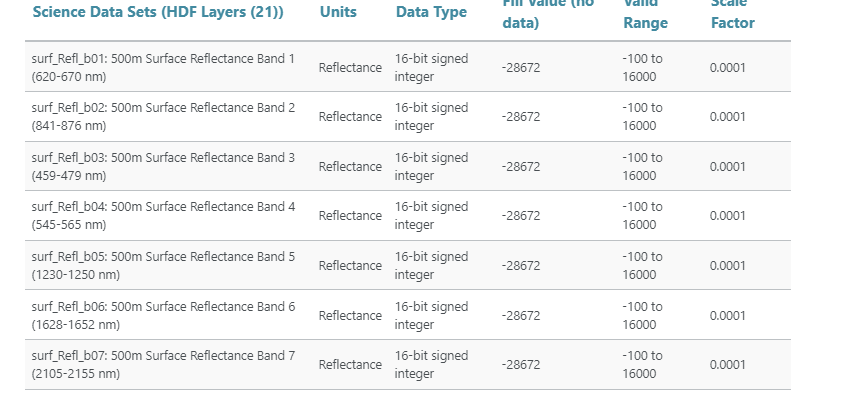 Science Data Sets (HDF Layers (21)) Units Data Type Fill Value (no data) Valid Range Scale Factor
surf_Refl_b01: 500m Surface Reflectance Band 1 (620-670 nm) Reflectance 16-bit signed integer -28672 -100 to 16000 0.0001
surf_Refl_b02: 500m Surface Reflectance Band 2 (841-876 nm) Reflectance 16-bit signed integer -28672 -100 to 16000 0.0001
surf_Refl_b03: 500m Surface Reflectance Band 3 (459-479 nm) Reflectance 16-bit signed integer -28672 -100 to 16000 0.0001
surf_Refl_b04: 500m Surface Reflectance Band 4 (545-565 nm) Reflectance 16-bit signed integer -28672 -100 to 16000 0.0001
surf_Refl_b05: 500m Surface Reflectance Band 5 (1230-1250 nm) Reflectance 16-bit signed integer -28672 -100 to 16000 0.0001
surf_Refl_b06: 500m Surface Reflectance Band 6 (1628-1652 nm) Reflectance 16-bit signed integer -28672 -100 to 16000 0.0001
surf_Refl_b07: 500m Surface Reflectance Band 7 (2105-2155 nm) Reflectance 16-bit signed integer -28672 -100 to 16000 0.0001